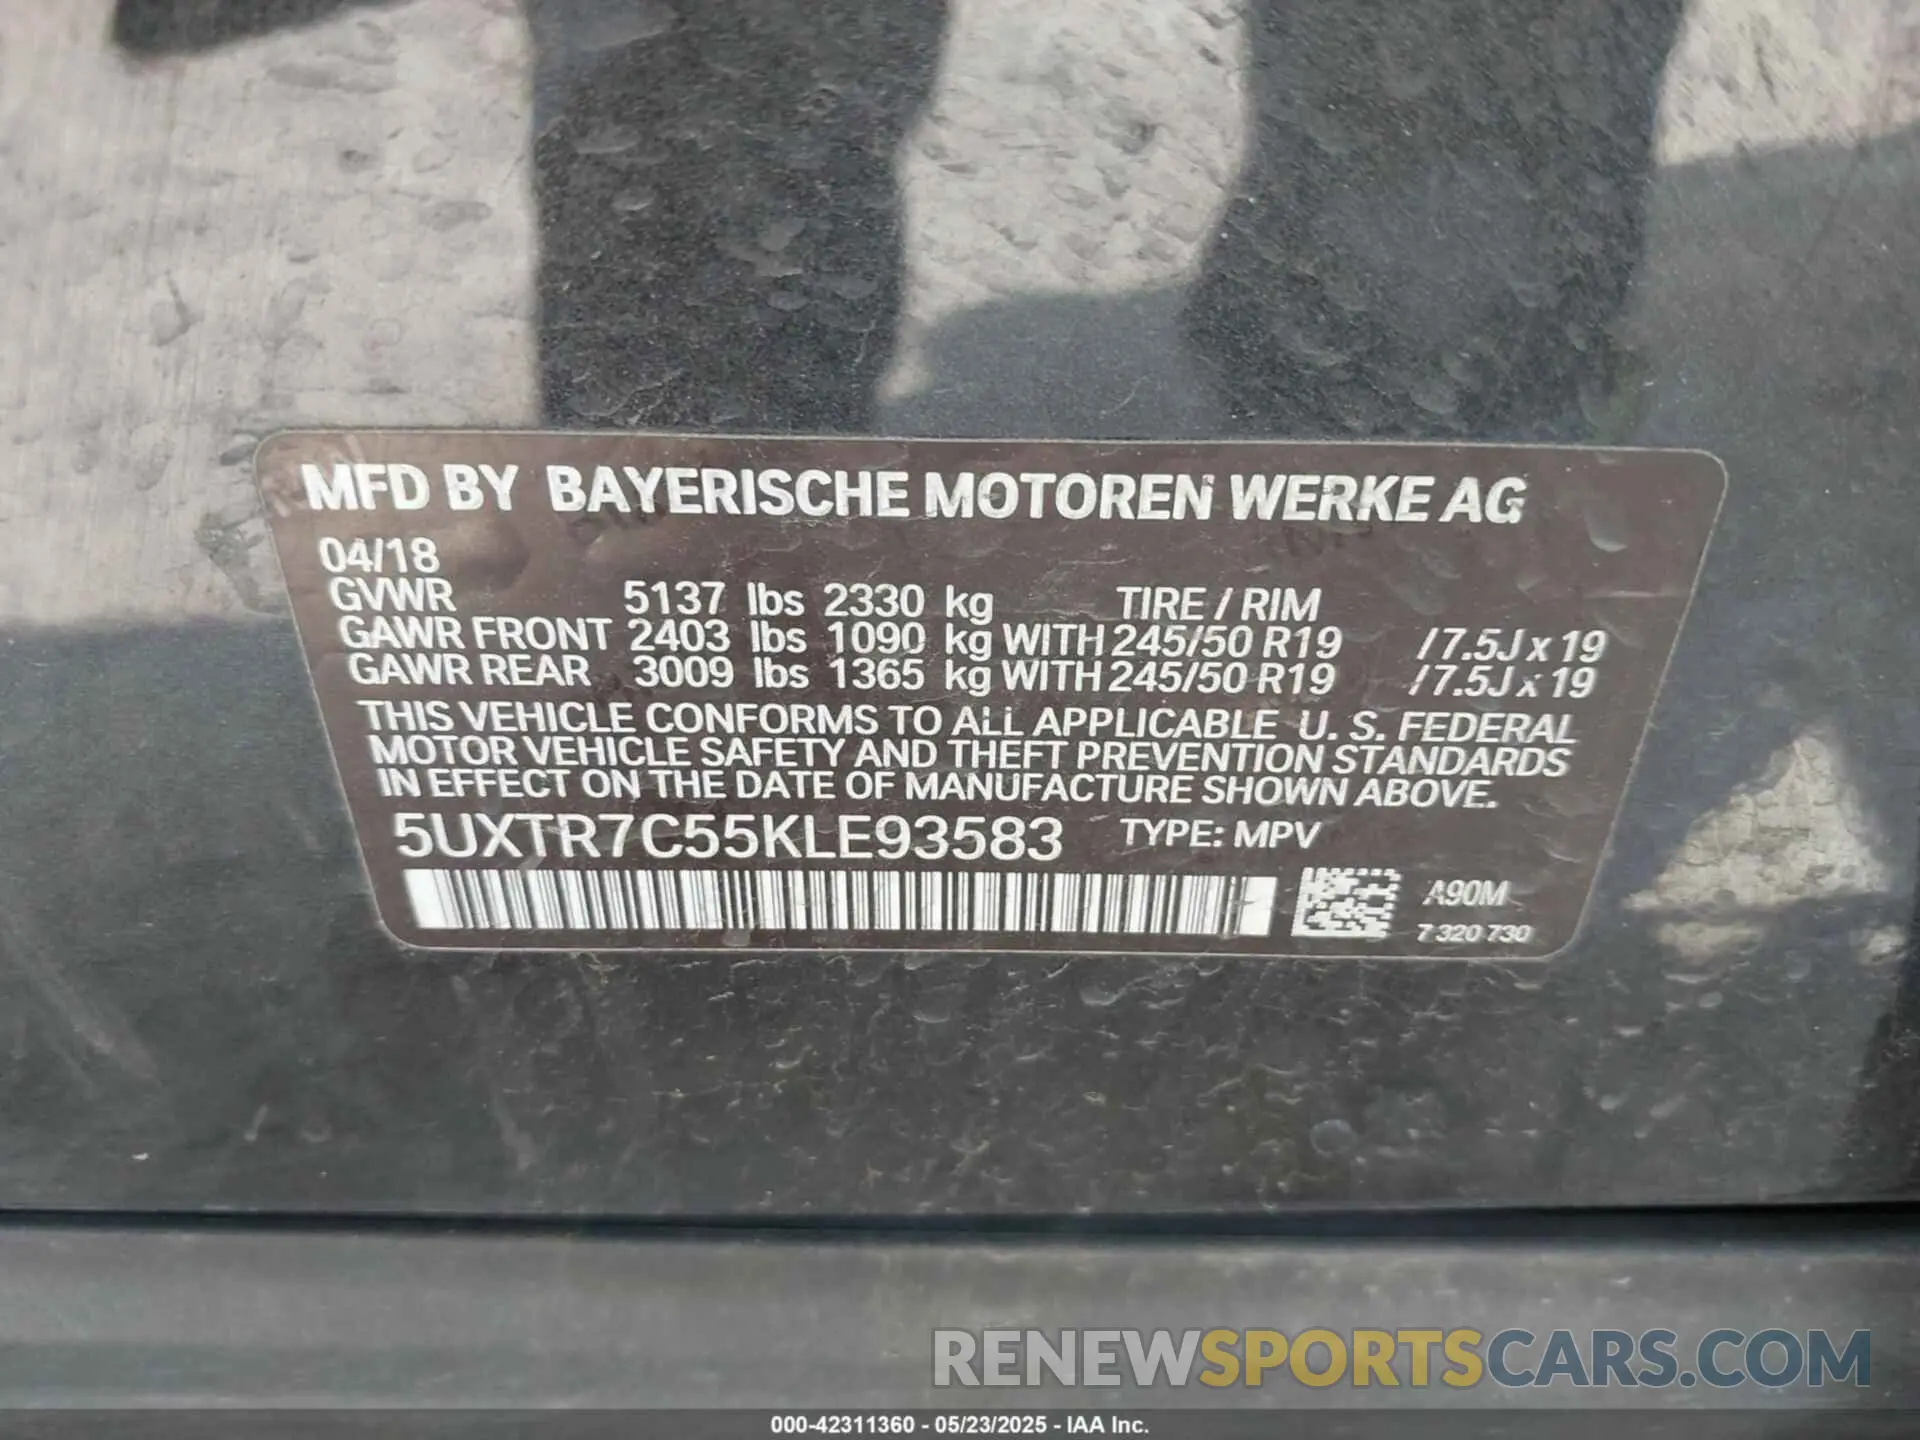 MFD BY BAYERISCHE MOTOREN WERKE AG
04/18
GVWR 5137 lbs 2330 kg TIRE / RIM
GAWR FRONT 2403 lbs 1090 kg WITH 245/50 R19 /7.5J x 19
GAWR REAR 3009 lbs 1365 kg WITH 245/50 R19 /7.5J x 19
THIS VEHICLE CONFORMS TO ALL APPLICABLE U. S. FEDERAL
MOTOR VEHICLE SAFETY AND THEFT PREVENTION STANDARDS
IN EFFECT ON THE DATE OF MANUFACTURE SHOWN ABOVE.
5UXTR7C55KLE93583 TYPE: MPV
A90M
7 320 730
RENEWSPORTSCARS.COM
000-42311360 - 05/23/2025 - IAA Inc.